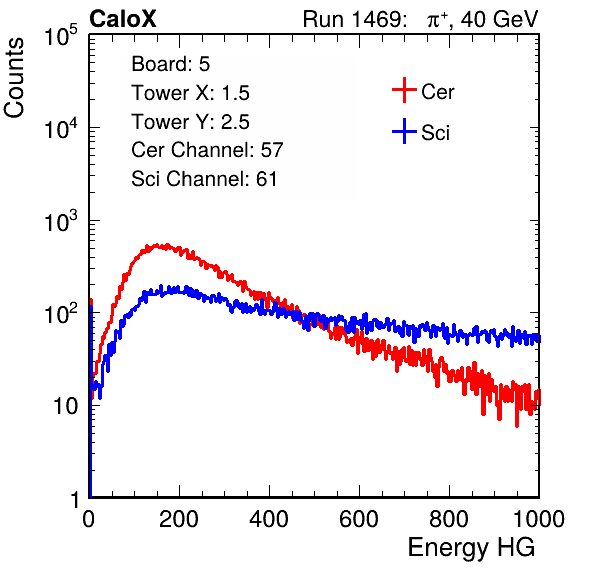 CaloX Run 1469: π⁺, 40 GeV
Board: 5
Tower X: 1.5
Tower Y: 2.5
Cer Channel: 57
Sci Channel: 61
Cer
Sci
Counts
10⁵
10⁴
10³
10²
10
1
0 200 400 600 800 1000
Energy HG